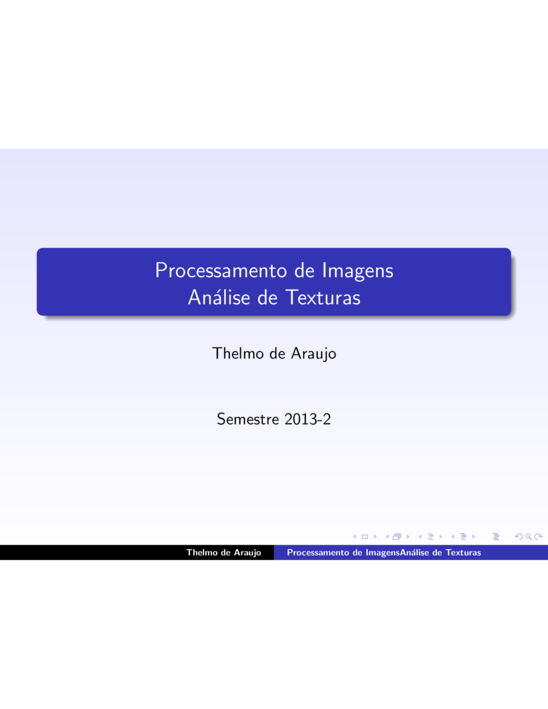 Processamento de Imagens
Análise de Texturas
Thelmo de Araujo
Semestre 2013-2
Thelmo de Araujo
Processamento de ImagensAnálise de Texturas